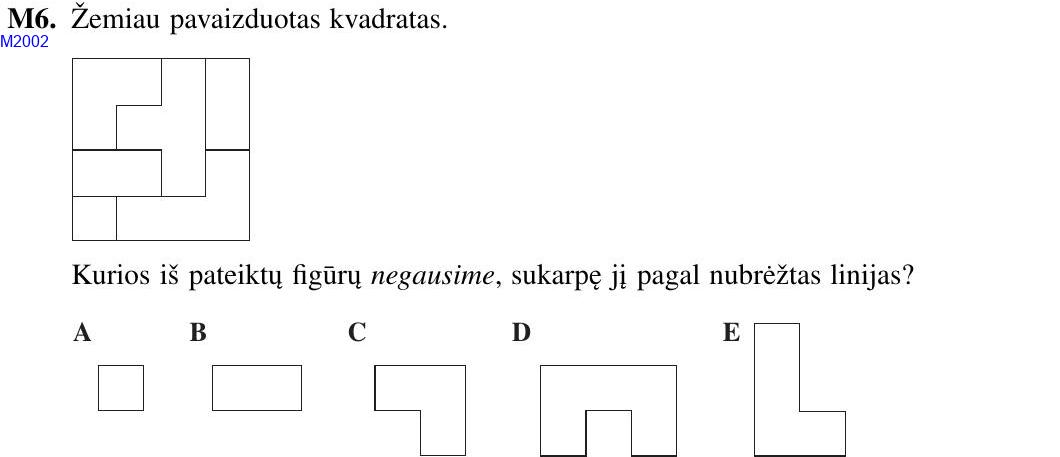 M6. Žemiau pavaizduotas kvadratas.
M2002
Kurios iš pateiktų figūrų negausime, sukarpę jį pagal nubrėžtas linijas?
A B C D E